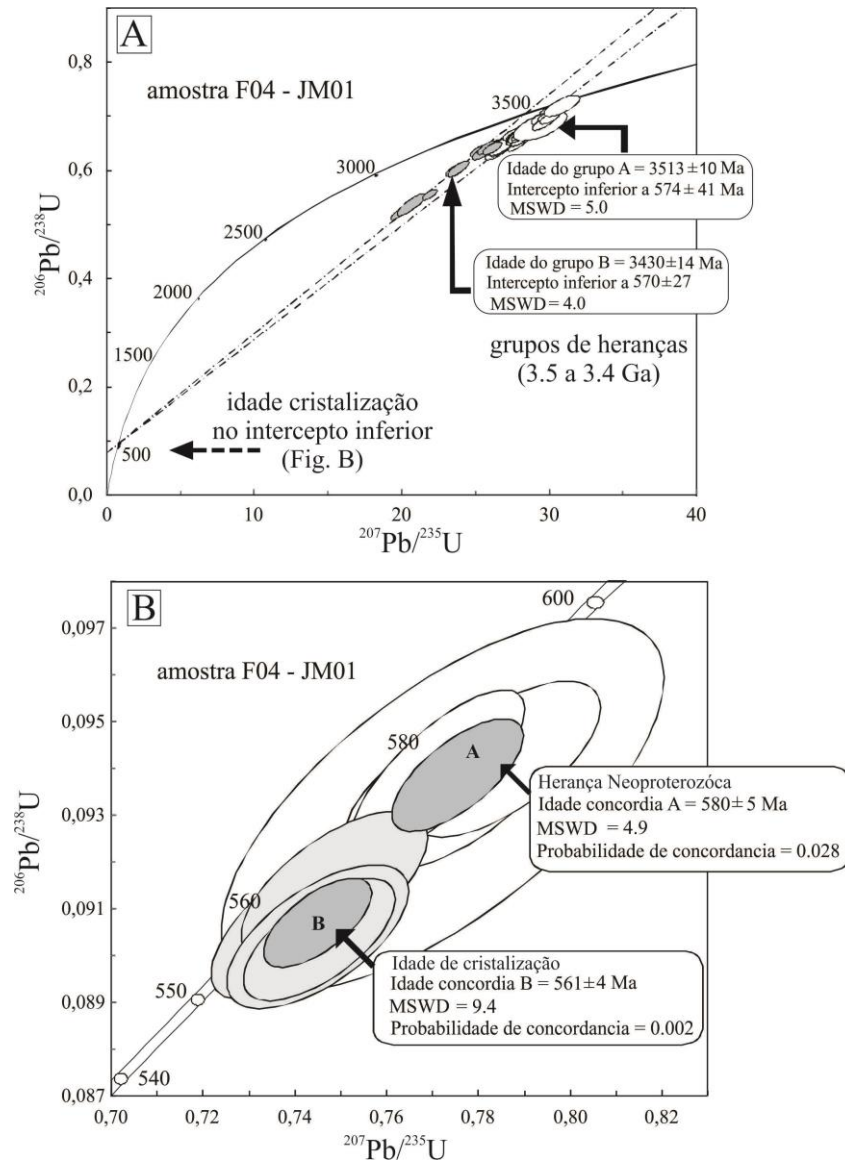 A
amostra F04 - JM01
0,8
0,6
0,4
0,2
0,0
²⁰⁶Pb/²³⁸U
3500
3000
2500
2000
1500
500
Idade do grupo A = 3513 ±10 Ma
Intercepto inferior a 574 ± 41 Ma
MSWD = 5.0
Idade do grupo B = 3430±14 Ma
Intercepto inferior a 570±27
MSWD = 4.0
grupos de heranças
(3.5 a 3.4 Ga)
idade cristalização
no intercepto inferior
(Fig. B)
0
10
20
30
40
²⁰⁷Pb/²³⁵U
B
amostra F04 - JM01
0,097
0,095
0,093
0,091
0,089
0,087
²⁰⁶Pb/²³⁸U
600
580
560
550
540
A
B
Herança Neoproterozóca
Idade concordia A = 580± 5 Ma
MSWD = 4.9
Probabilidade de concordancia = 0.028
Idade de cristalização
Idade concordia B = 561±4 Ma
MSWD = 9.4
Probabilidade de concordancia = 0.002
0,70
0,72
0,74
0,76
0,78
0,80
0,82
²⁰⁷Pb/²³⁵U